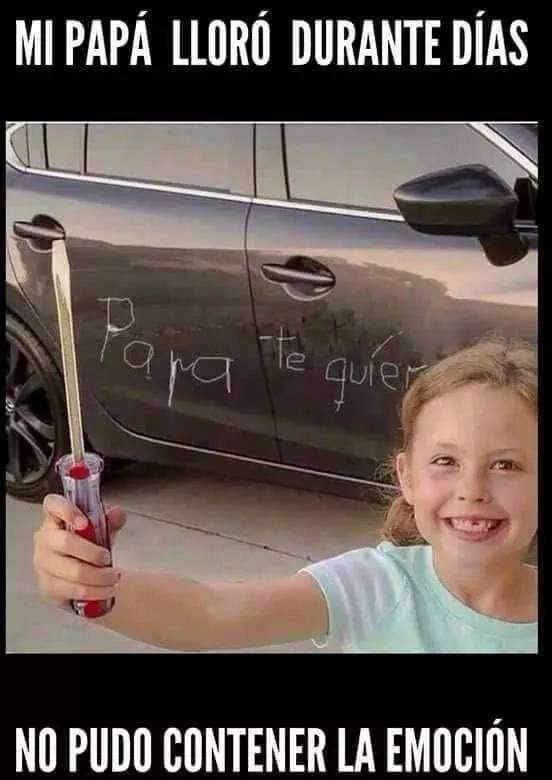 MI PAPÁ LLORÓ DURANTE DÍAS
Papa te quier
NO PUDO CONTENER LA EMOCIÓN